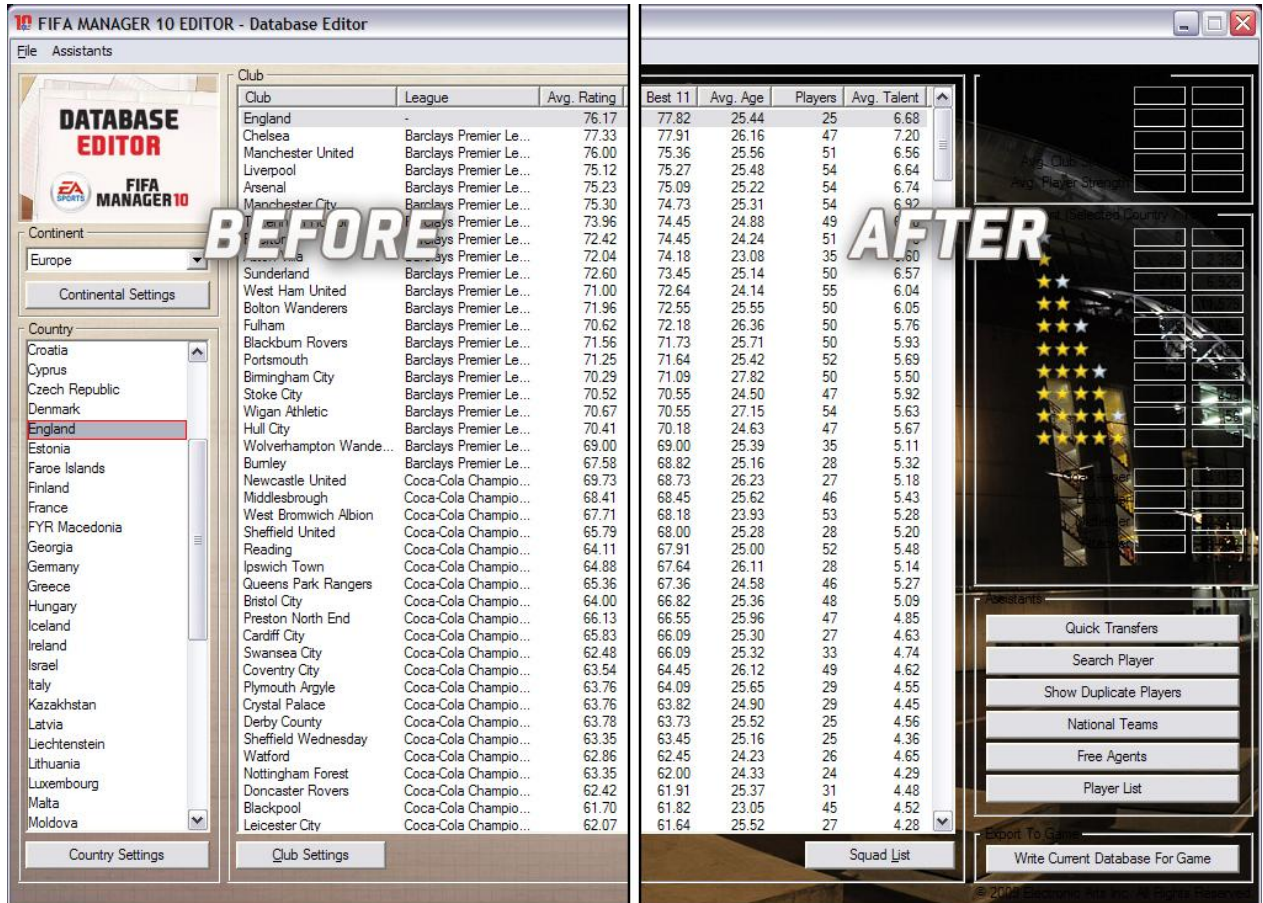 FIFA MANAGER 10 EDITOR - Database Editor
File Assistants
DATABASE
EDITOR
EA SPORTS FIFA MANAGER 10
BEFORE
AFTER
Continent
Europe
Continental Settings
Country
Croatia
Cyprus
Czech Republic
Denmark
England
Estonia
Faroe Islands
Finland
France
FYR Macedonia
Georgia
Germany
Greece
Hungary
Iceland
Ireland
Israel
Italy
Kazakhstan
Latvia
Liechtenstein
Lithuania
Luxembourg
Malta
Moldova
Country Settings
Club
Club League Avg. Rating Best 11 Avg. Age Players Avg. Talent
England - 76.17 77.82 25.44 25 6.68
Chelsea Barclays Premier Le... 77.33 77.91 26.16 47 7.20
Manchester United Barclays Premier Le... 76.00 75.36 25.56 51 6.56
Liverpool Barclays Premier Le... 75.12 75.27 25.48 54 6.64
Arsenal Barclays Premier Le... 75.23 75.09 25.22 54 6.74
Manchester City Barclays Premier Le... 75.30 74.73 25.31 54 6.92
73.96 74.45 24.88 49
72.42 74.45 24.24 51
Barclays Premier Le... 72.04 74.18 23.08 35
Sunderland Barclays Premier Le... 72.60 73.45 25.14 50 6.57
West Ham United Barclays Premier Le... 71.00 72.64 24.14 55 6.04
Bolton Wanderers Barclays Premier Le... 71.96 72.55 25.55 50 6.05
Fulham Barclays Premier Le... 70.62 72.18 26.36 50 5.76
Blackburn Rovers Barclays Premier Le... 71.56 71.73 25.71 50 5.93
Portsmouth Barclays Premier Le... 71.25 71.64 25.42 52 5.69
Birmingham City Barclays Premier Le... 70.29 71.09 27.82 50 5.50
Stoke City Barclays Premier Le... 70.52 70.55 24.50 47 5.92
Wigan Athletic Barclays Premier Le... 70.67 70.55 27.15 54 5.63
Hull City Barclays Premier Le... 70.41 70.18 24.63 47 5.67
Wolverhampton Wande... Barclays Premier Le... 69.00 69.00 25.39 35 5.11
Burnley Barclays Premier Le... 67.58 68.82 25.16 28 5.32
Newcastle United Coca-Cola Champio... 69.73 68.73 26.23 27 5.18
Middlesbrough Coca-Cola Champio... 68.41 68.45 25.62 46 5.43
West Bromwich Albion Coca-Cola Champio... 67.71 68.18 23.93 53 5.28
Sheffield United Coca-Cola Champio... 65.79 68.00 25.28 28 5.20
Reading Coca-Cola Champio... 64.11 67.91 25.00 52 5.48
Ipswich Town Coca-Cola Champio... 64.88 67.64 26.11 28 5.14
Queens Park Rangers Coca-Cola Champio... 65.36 67.36 24.58 46 5.27
Bristol City Coca-Cola Champio... 64.00 66.82 25.36 48 5.09
Preston North End Coca-Cola Champio... 66.13 66.55 25.96 47 4.85
Cardiff City Coca-Cola Champio... 65.83 66.09 25.30 27 4.63
Swansea City Coca-Cola Champio... 62.48 66.09 25.32 33 4.74
Coventry City Coca-Cola Champio... 63.54 64.45 26.12 49 4.62
Plymouth Argyle Coca-Cola Champio... 63.76 64.09 25.65 29 4.55
Crystal Palace Coca-Cola Champio... 63.76 63.82 24.90 29 4.45
Derby County Coca-Cola Champio... 63.78 63.73 25.52 25 4.56
Sheffield Wednesday Coca-Cola Champio... 63.35 63.45 25.16 25 4.36
Watford Coca-Cola Champio... 62.86 62.45 24.23 26 4.65
Nottingham Forest Coca-Cola Champio... 63.35 62.00 24.33 24 4.29
Doncaster Rovers Coca-Cola Champio... 62.42 61.91 25.37 31 4.48
Blackpool Coca-Cola Champio... 61.70 61.82 23.05 45 4.52
Leicester City Coca-Cola Champio... 62.07 61.64 25.52 27 4.28
Club Settings
Squad List
Avg. Player Strength
Assistants
Quick Transfers
Search Player
Show Duplicate Players
National Teams
Free Agents
Player List
Export To Game
Write Current Database For Game
© 2009 Electronic Arts Inc. All Rights Reserved.